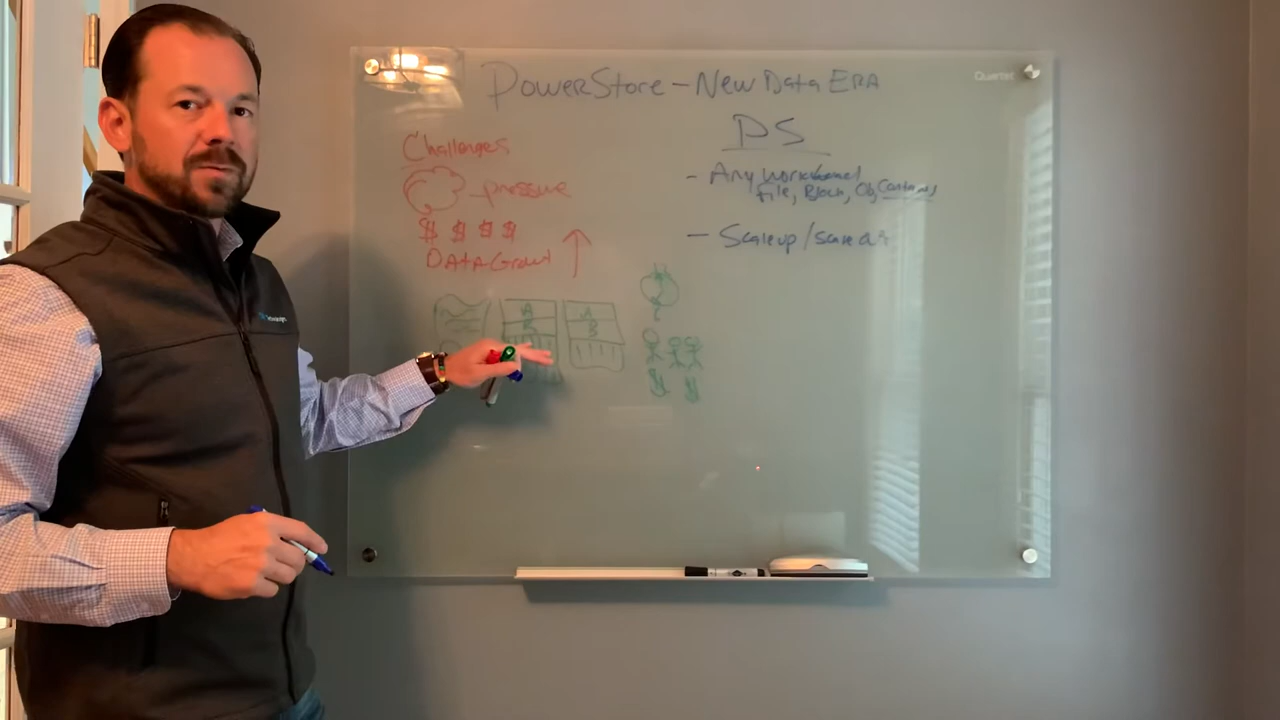 PowerStore - New Data ERA
Quartet
PS
Challenges
- Any workload
File, Block, Obj, Containers
- pressure
$ $ $ $
- Scale up / scale out
DATA Growth
A
B
A
B